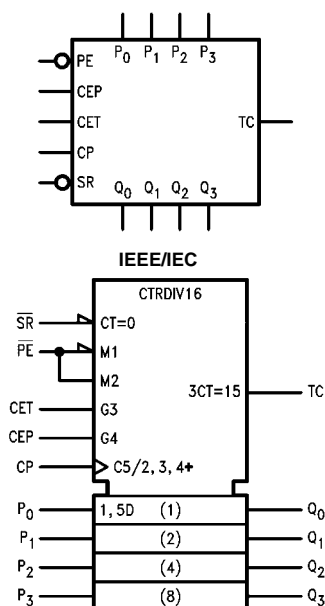 P0 P1 P2 P3
PE
CEP
CET TC
CP
SR Q0 Q1 Q2 Q3
IEEE/IEC
CTRDIV16
S̅R̅ CT=0
P̅E̅ M1
M2
3CT=15 TC
CET G3
CEP G4
CP C5/2,3,4+
P0 1,5D (1) Q0
P1 (2) Q1
P2 (4) Q2
P3 (8) Q3